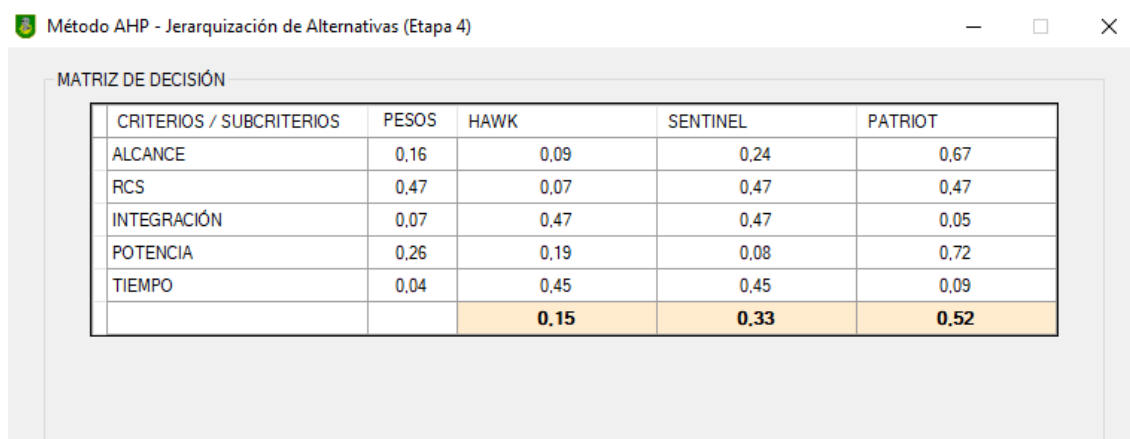 Método AHP - Jerarquización de Alternativas (Etapa 4)
MATRIZ DE DECISIÓN
CRITERIOS / SUBCRITERIOS PESOS HAWK SENTINEL PATRIOT
ALCANCE 0,16 0,09 0,24 0,67
RCS 0,47 0,07 0,47 0,47
INTEGRACIÓN 0,07 0,47 0,47 0,05
POTENCIA 0,26 0,19 0,08 0,72
TIEMPO 0,04 0,45 0,45 0,09
0,15 0,33 0,52